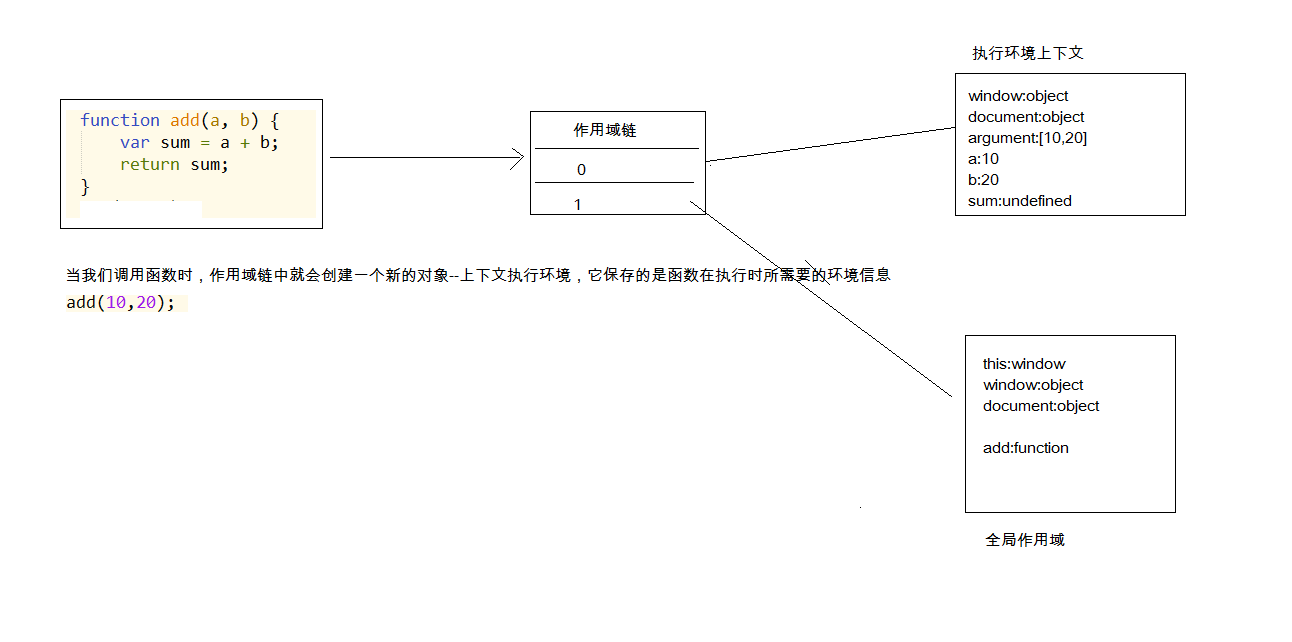 function add(a, b) {
var sum = a + b;
return sum;
}
作用域链
0
1
执行环境上下文
window:object
document:object
argument:[10,20]
a:10
b:20
sum:undefined
当我们调用函数时，作用域链中就会创建一个新的对象--上下文执行环境，它保存的是函数在执行时所需要的环境信息
add(10,20);
this:window
window:object
document:object
add:function
全局作用域